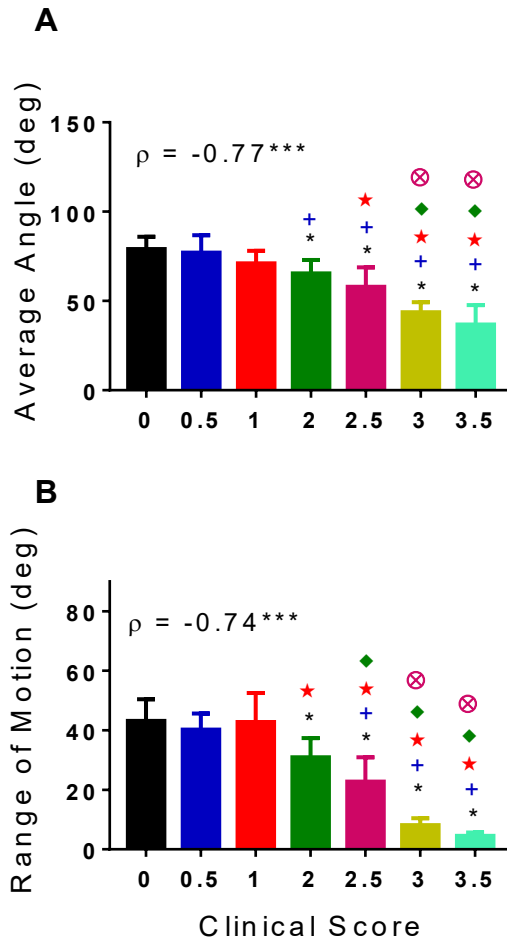 A
Average Angle (deg)
150
100
50
0
ρ = -0.77***
+ ★ ⊗ ⊗
* + ◆ ◆
* ★ ★
+ +
* *
0 0.5 1 2 2.5 3 3.5
B
Range of Motion (deg)
80
60
40
20
0
ρ = -0.74***
★ ◆ ⊗ ⊗
* ★ ◆ ◆
+ ★ ★
* + +
* *
0 0.5 1 2 2.5 3 3.5
Clinical Score